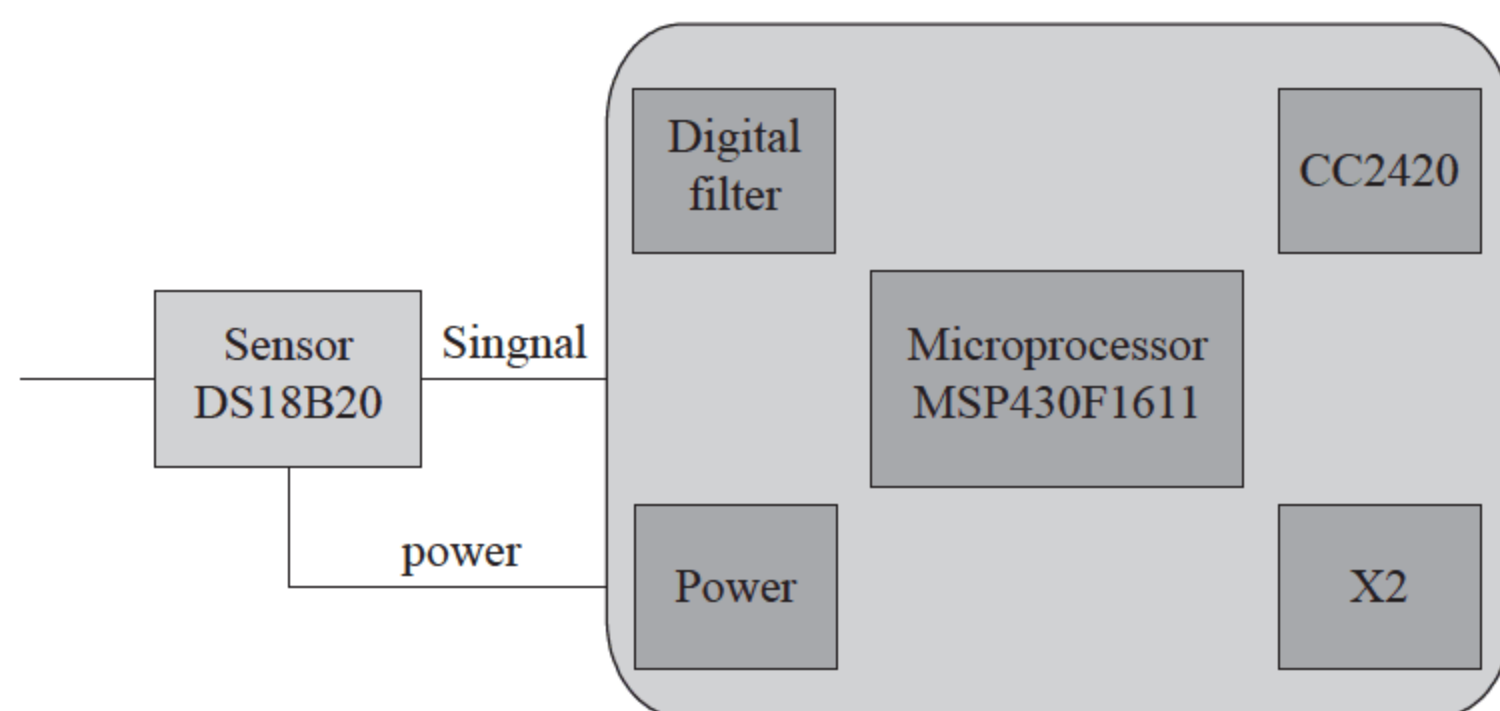 Digital
filter
CC2420
Sensor
DS18B20
Singnal
Microprocessor
MSP430F1611
power
Power
X2